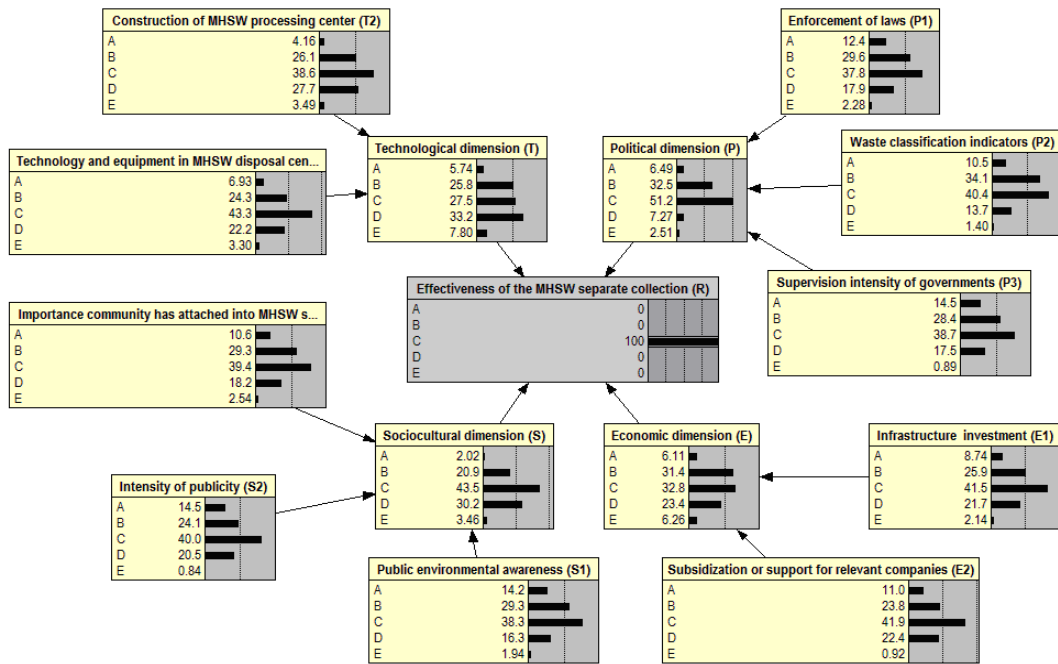 Construction of MHSW processing center (T2)
A 4.16
B 26.1
C 38.6
D 27.7
E 3.49
Enforcement of laws (P1)
A 12.4
B 29.6
C 37.8
D 17.9
E 2.28
Technology and equipment in MHSW disposal cen...
A 6.93
B 24.3
C 43.3
D 22.2
E 3.30
Technological dimension (T)
A 5.74
B 25.8
C 27.5
D 33.2
E 7.80
Political dimension (P)
A 6.49
B 32.5
C 51.2
D 7.27
E 2.51
Waste classification indicators (P2)
A 10.5
B 34.1
C 40.4
D 13.7
E 1.40
Effectiveness of the MHSW separate collection (R)
A 0
B 0
C 100
D 0
E 0
Supervision intensity of governments (P3)
A 14.5
B 28.4
C 38.7
D 17.5
E 0.89
Importance community has attached into MHSW s...
A 10.6
B 29.3
C 39.4
D 18.2
E 2.54
Sociocultural dimension (S)
A 2.02
B 20.9
C 43.5
D 30.2
E 3.46
Economic dimension (E)
A 6.11
B 31.4
C 32.8
D 23.4
E 6.26
Infrastructure investment (E1)
A 8.74
B 25.9
C 41.5
D 21.7
E 2.14
Intensity of publicity (S2)
A 14.5
B 24.1
C 40.0
D 20.5
E 0.84
Public environmental awareness (S1)
A 14.2
B 29.3
C 38.3
D 16.3
E 1.94
Subsidization or support for relevant companies (E2)
A 11.0
B 23.8
C 41.9
D 22.4
E 0.92